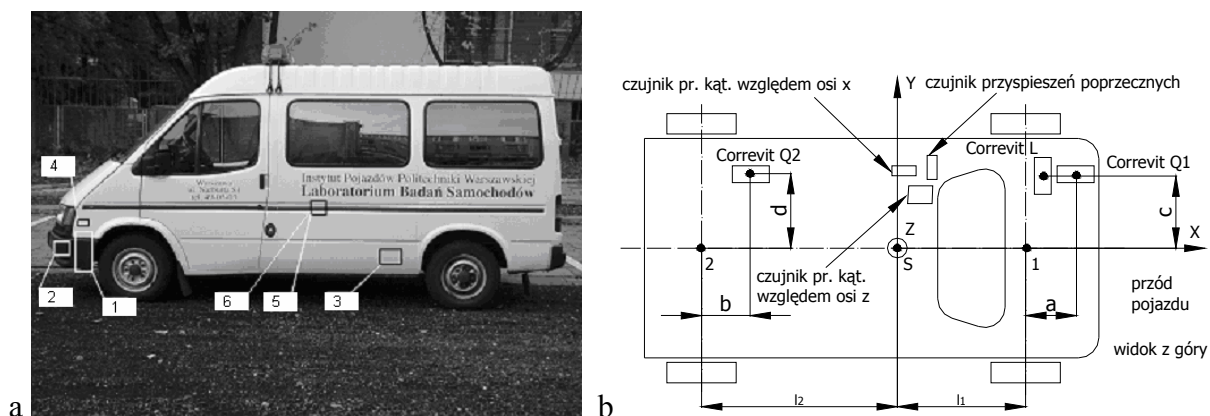 4
2
1
6
5
3
Instytut Pojazdów Politechniki Warszawskiej
Laboratorium Badań Samochodów
Warszawa
a
czujnik pr. kąt. względem osi x
Y
czujnik przyspieszeń poprzecznych
Correvit Q2
Correvit L
Correvit Q1
d
c
Z
S
X
2
1
czujnik pr. kąt.
względem osi z
b
a
przód
pojazdu
widok z góry
l2
l1
b